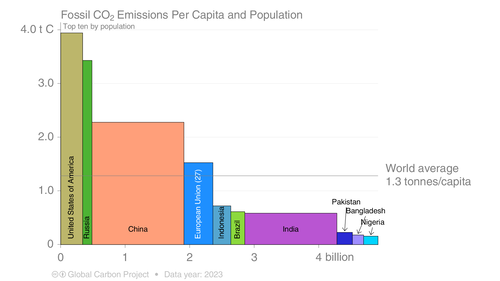 Fossil CO₂ Emissions Per Capita and Population
Top ten by population
4.0 t C
3.0
2.0
1.0
0
United States of America
Russia
China
European Union (27)
Indonesia
Brazil
India
Pakistan
Bangladesh
Nigeria
World average
1.3 tonnes/capita
0
1
2
3
4 billion
Global Carbon Project • Data year: 2023